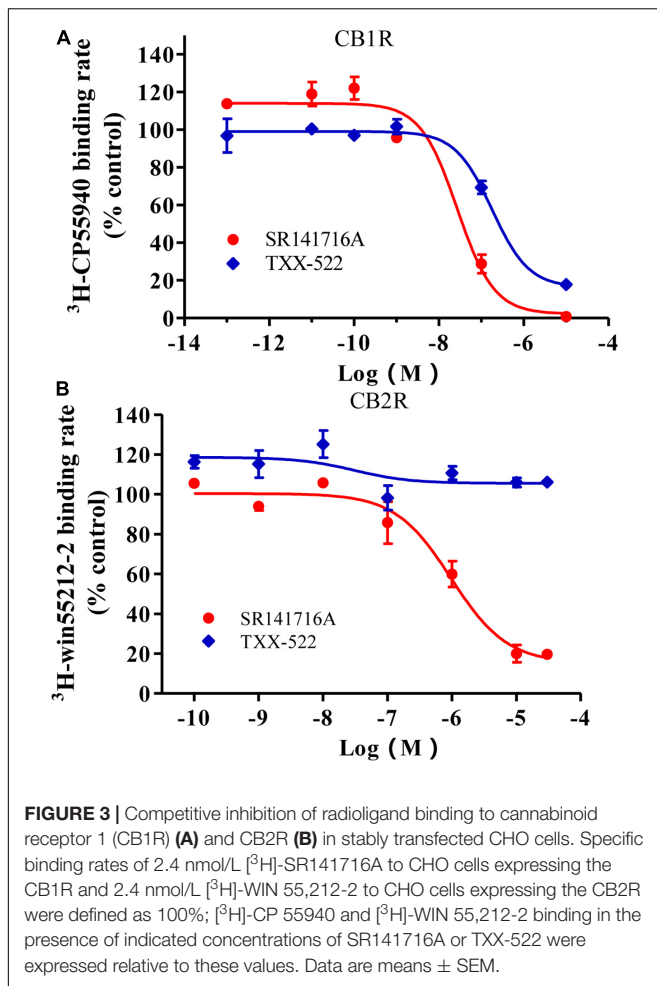 A
CB1R
³H-CP55940 binding rate
(% control)
140
120
100
80
60
40
20
0
SR141716A
TXX-522
-14 -12 -10 -8 -6 -4
Log (M)
B
CB2R
³H-win55212-2 binding rate
(% control)
140
120
100
80
60
40
20
0
SR141716A
TXX-522
-10 -9 -8 -7 -6 -5 -4
Log (M)
FIGURE 3 | Competitive inhibition of radioligand binding to cannabinoid
receptor 1 (CB1R) (A) and CB2R (B) in stably transfected CHO cells. Specific
binding rates of 2.4 nmol/L [³H]-SR141716A to CHO cells expressing the
CB1R and 2.4 nmol/L [³H]-WIN 55,212-2 to CHO cells expressing the CB2R
were defined as 100%; [³H]-CP 55940 and [³H]-WIN 55,212-2 binding in the
presence of indicated concentrations of SR141716A or TXX-522 were
expressed relative to these values. Data are means ± SEM.